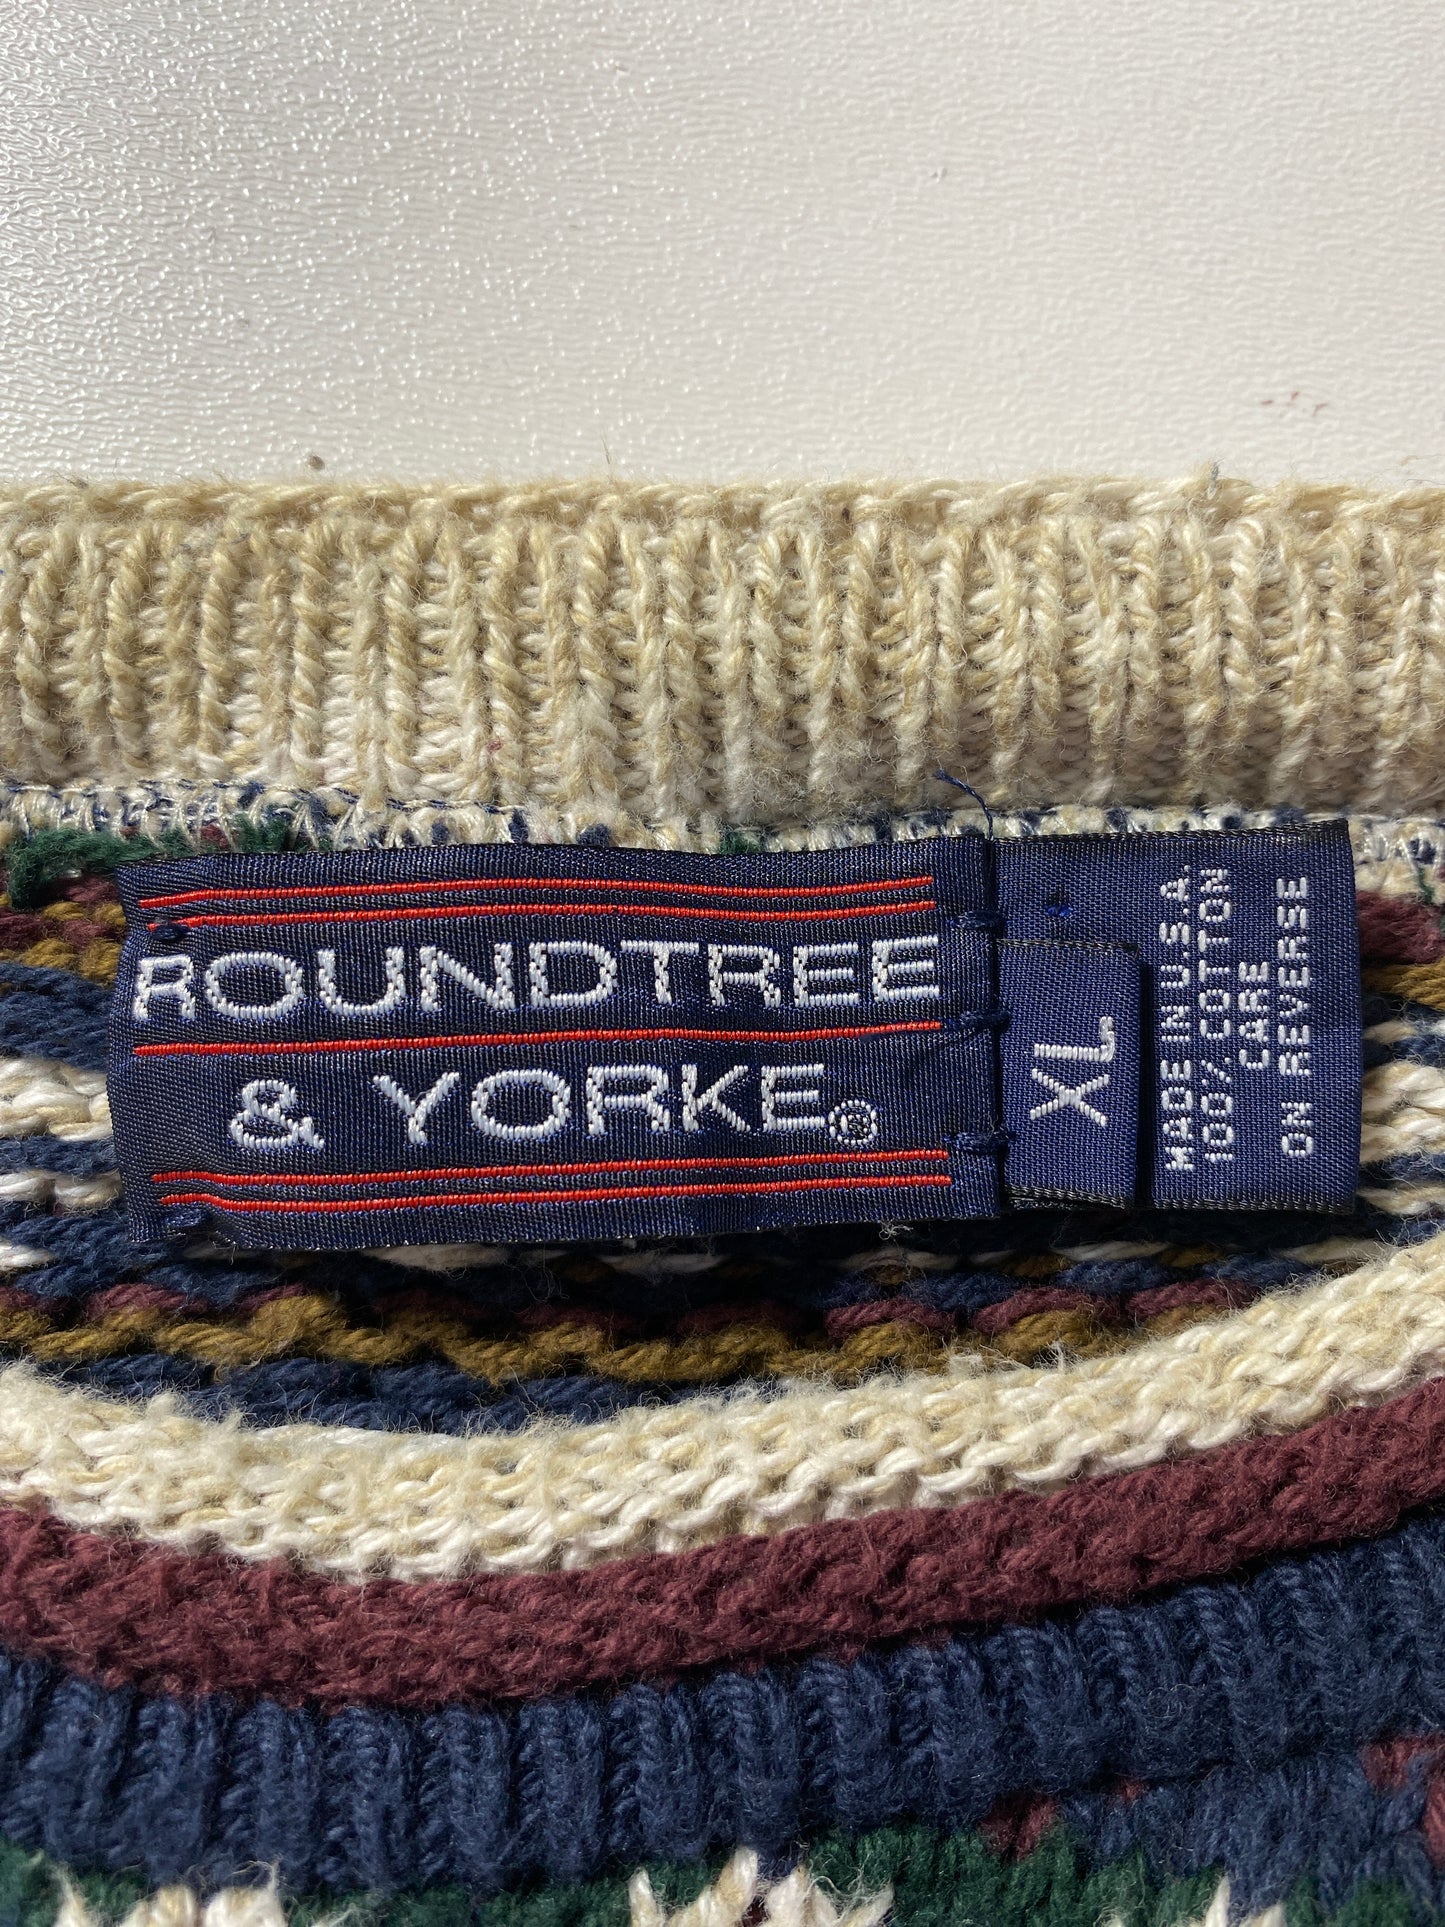 ROUNDTREE
& YORKE®
XL
MADE IN U.S.A.
100% COTTON
CARE
ON REVERSE